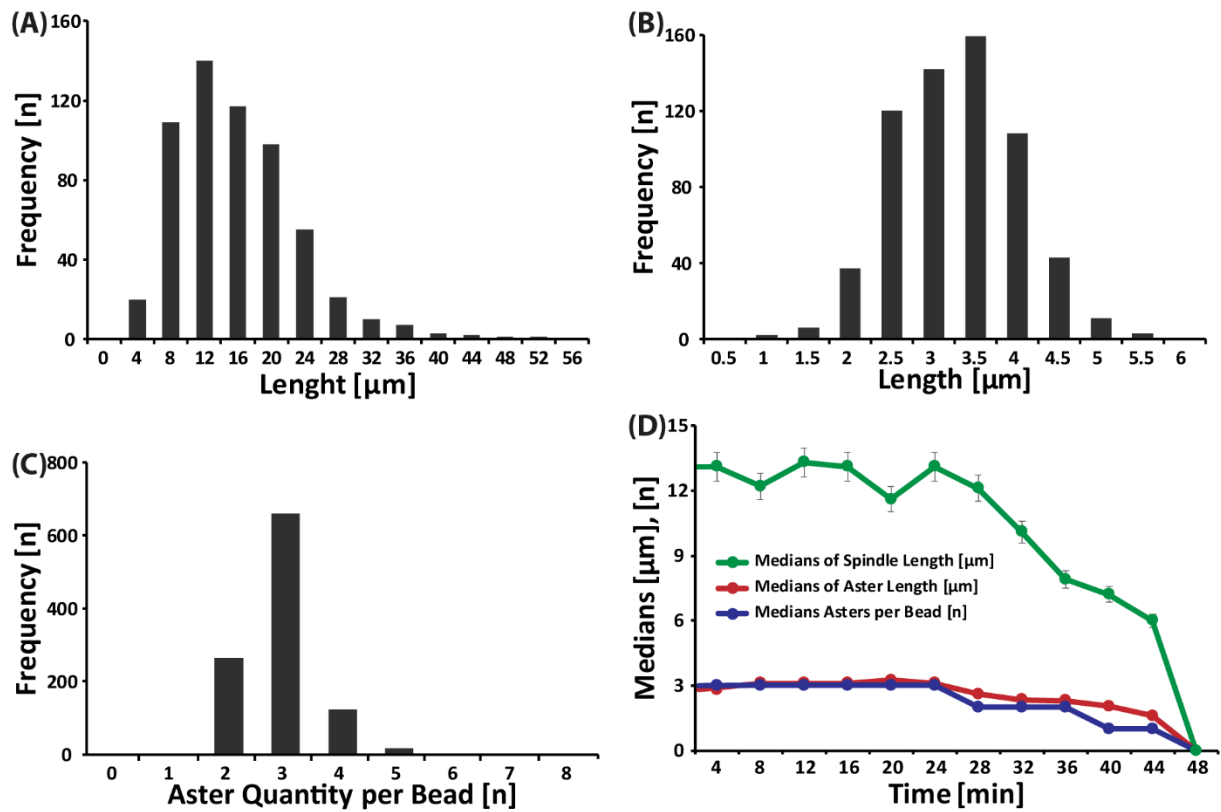 (A)
Frequency [n]
160
120
80
40
0
0 4 8 12 16 20 24 28 32 36 40 44 48 52 56
Lenght [µm]
(B)
Frequency [n]
160
120
80
40
0
0.5 1 1.5 2 2.5 3 3.5 4 4.5 5 5.5 6
Length [µm]
(C)
Frequency [n]
800
600
400
200
0
0 1 2 3 4 5 6 7 8
Aster Quantity per Bead [n]
(D)
Medians [µm], [n]
15
12
9
6
3
0
Medians of Spindle Length [µm]
Medians of Aster Length [µm]
Medians Asters per Bead [n]
4 8 12 16 20 24 28 32 36 40 44 48
Time [min]